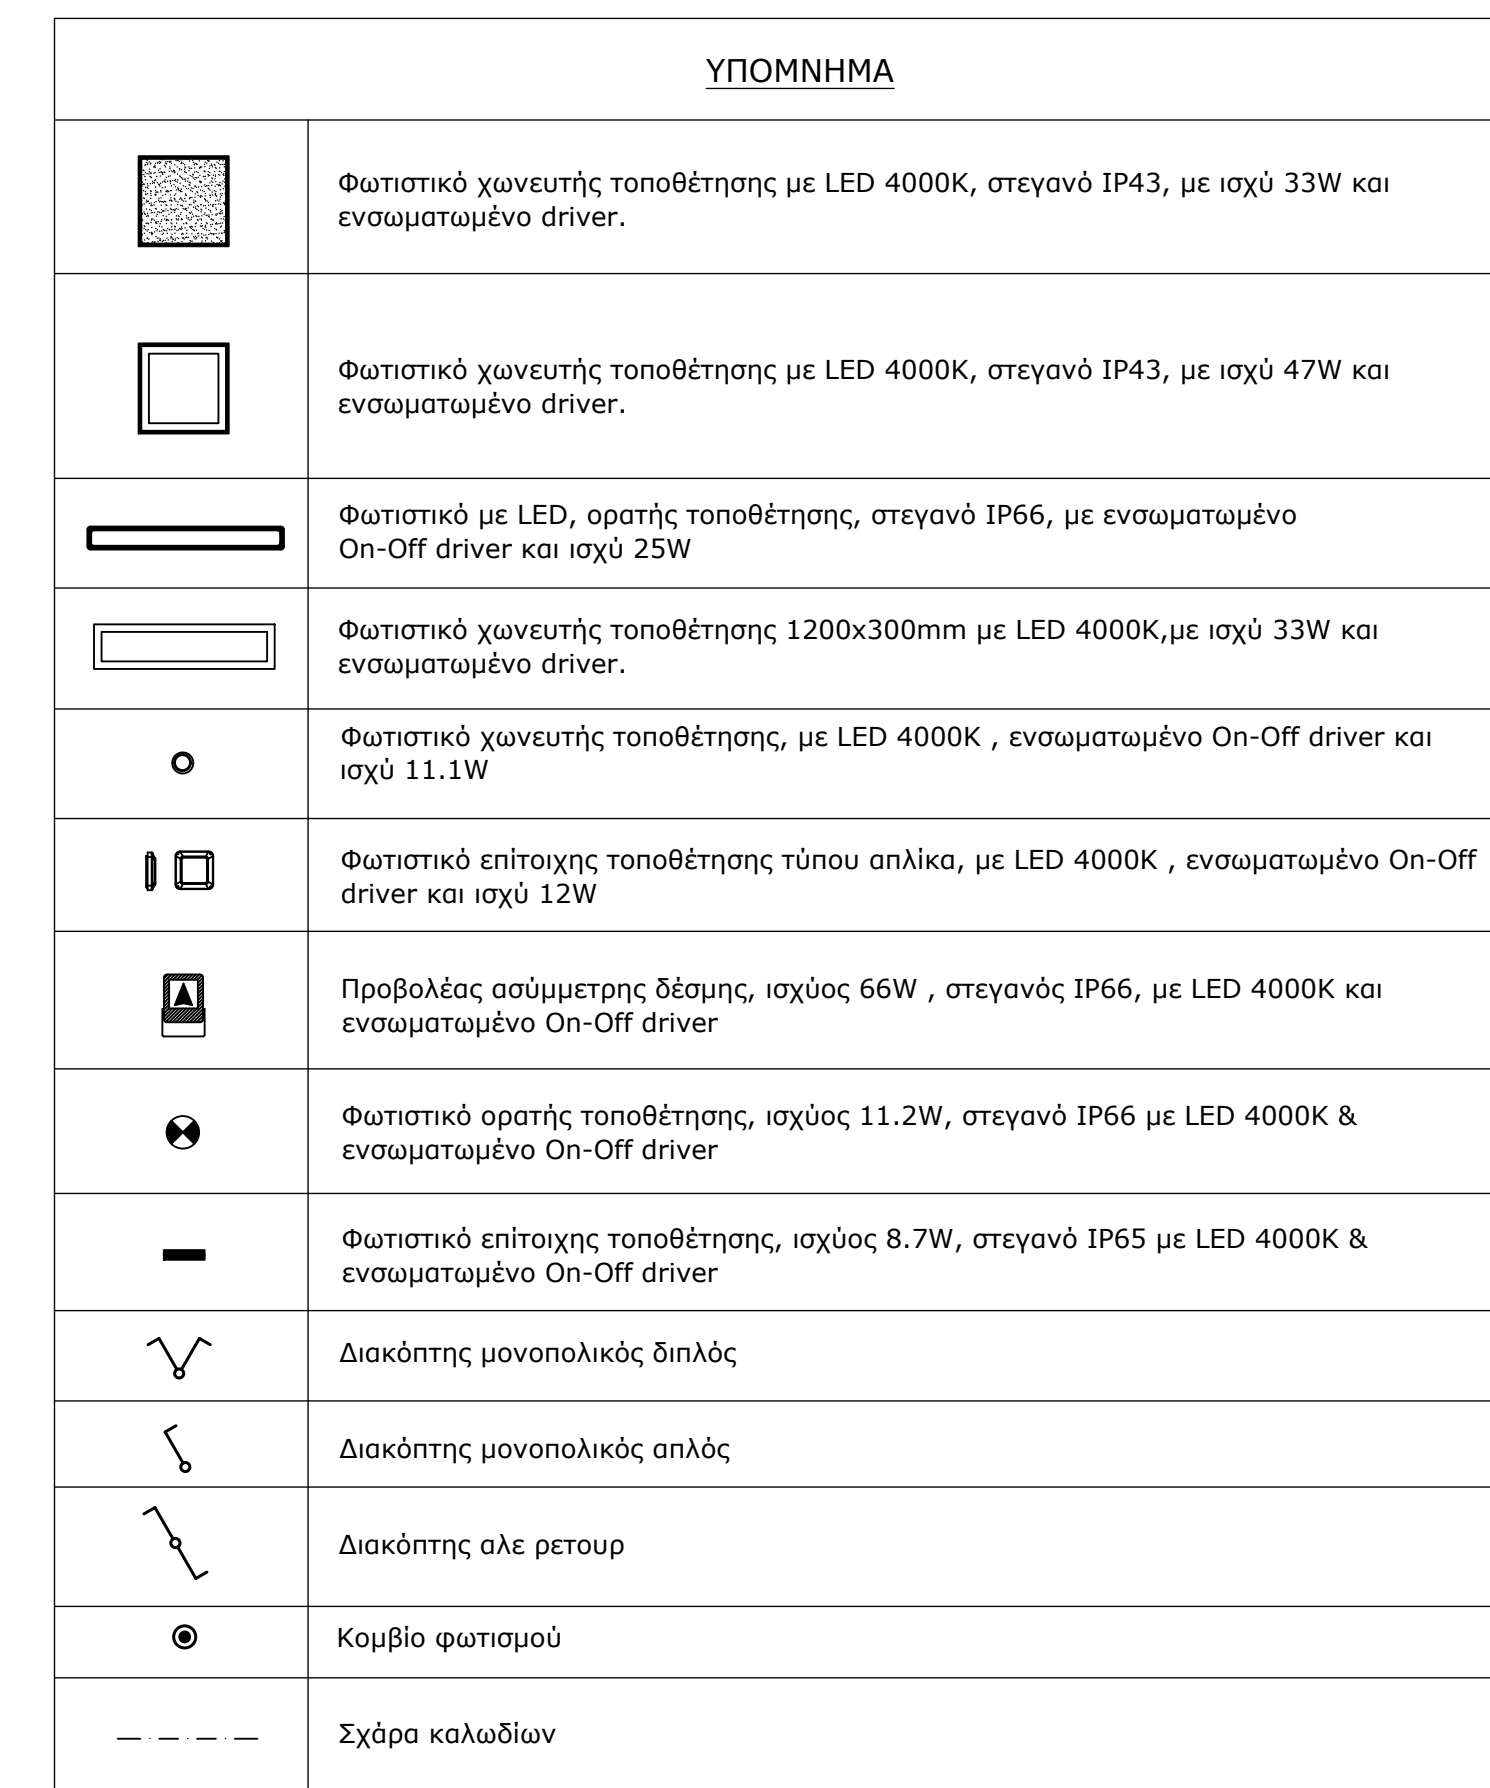 ΥΠΟΜΝΗΜΑ
Φωτιστικό χωνευτής τοποθέτησης με LED 4000K, στεγανό IP43, με ισχύ 33W και
ενσωματωμένο driver.
Φωτιστικό χωνευτής τοποθέτησης με LED 4000K, στεγανό IP43, με ισχύ 47W και
ενσωματωμένο driver.
Φωτιστικό με LED, ορατής τοποθέτησης, στεγανό IP66, με ενσωματωμένο
On-Off driver και ισχύ 25W
Φωτιστικό χωνευτής τοποθέτησης 1200x300mm με LED 4000K,με ισχύ 33W και
ενσωματωμένο driver.
Φωτιστικό χωνευτής τοποθέτησης, με LED 4000K , ενσωματωμένο On-Off driver και
ισχύ 11.1W
Φωτιστικό επίτοιχης τοποθέτησης τύπου απλίκα, με LED 4000K , ενσωματωμένο On-Off
driver και ισχύ 12W
Προβολέας ασύμμετρης δέσμης, ισχύος 66W , στεγανός IP66, με LED 4000K και
ενσωματωμένο On-Off driver
Φωτιστικό ορατής τοποθέτησης, ισχύος 11.2W, στεγανό IP66 με LED 4000K &
ενσωματωμένο On-Off driver
Φωτιστικό επίτοιχης τοποθέτησης, ισχύος 8.7W, στεγανό IP65 με LED 4000K &
ενσωματωμένο On-Off driver
Διακόπτης μονοπολικός διπλός
Διακόπτης μονοπολικός απλός
Διακόπτης αλε ρετουρ
Κομβίο φωτισμού
Σχάρα καλωδίων